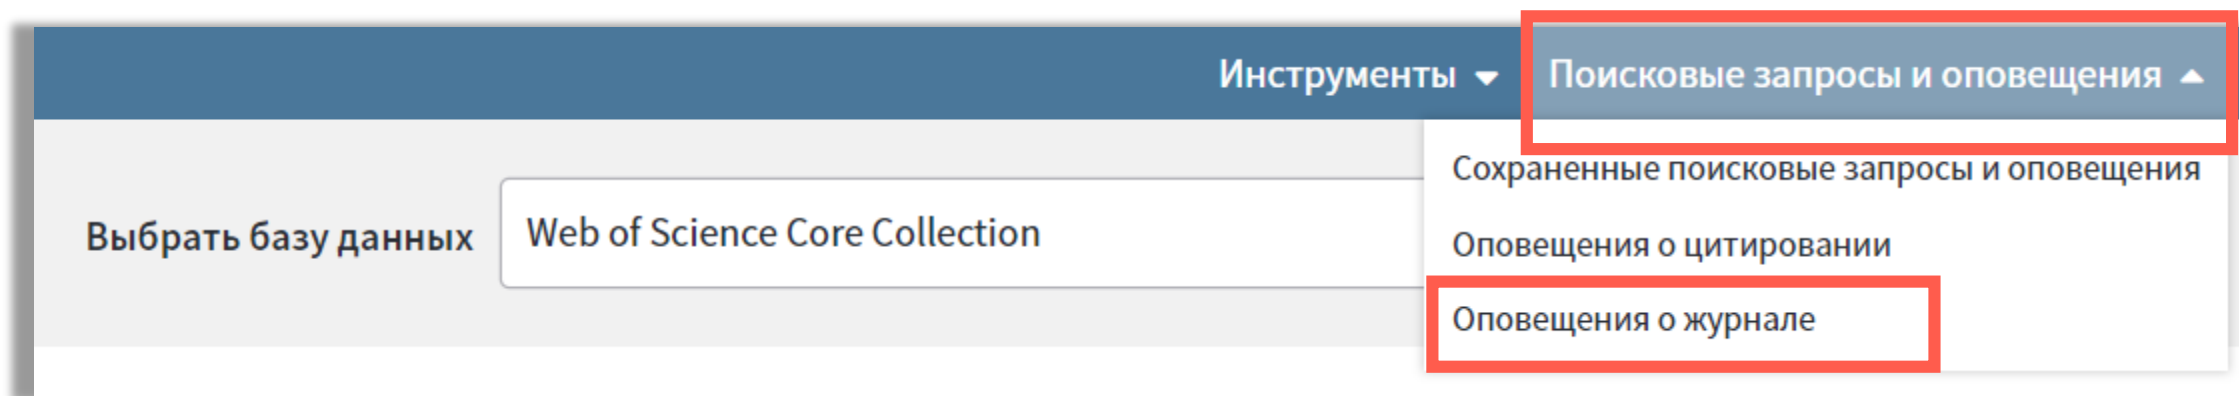 Инструменты
Поисковые запросы и оповещения
Сохраненные поисковые запросы и оповещения
Выбрать базу данных
Web of Science Core Collection
Оповещения о цитировании
Оповещения о журнале